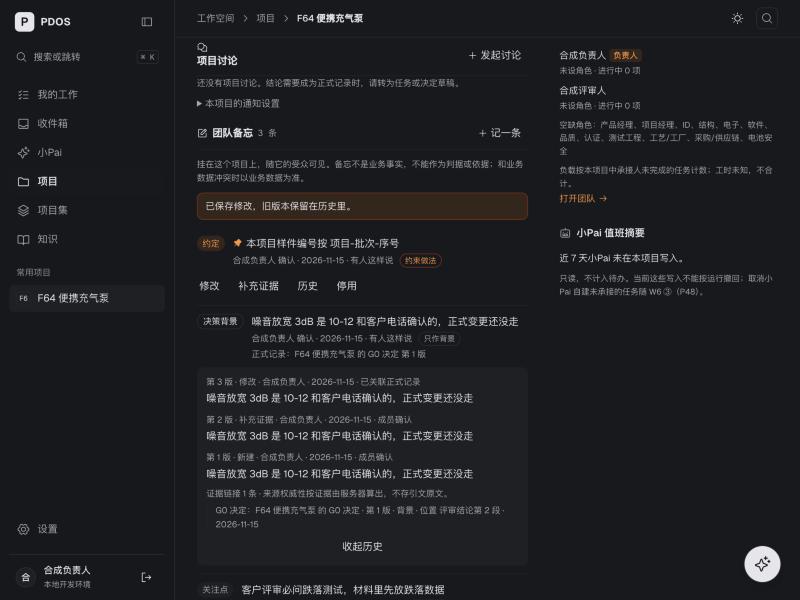 P PDOS
搜索或跳转 ⌘ K
我的工作
收件箱
小Pai
项目
项目集
知识
常用项目
F6 F64 便携充气泵
设置
合 合成负责人
本地开发环境
工作空间 > 项目 > F64 便携充气泵
项目讨论
+ 发起讨论
还没有项目讨论。结论需要成为正式记录时，请转为任务或决定草稿。
▶ 本项目的通知设置
团队备忘 3 条
+ 记一条
挂在这个项目上，随它的受众可见。备忘不是业务事实，不能作为判据或依据；和业务
数据冲突时以业务数据为准。
已保存修改，旧版本保留在历史里。
约定 本项目样件编号按 项目-批次-序号
合成负责人 确认 · 2026-11-15 · 有人这样说 约束做法
修改 补充证据 历史 停用
决策背景 噪音放宽 3dB 是 10-12 和客户电话确认的，正式变更还没走
合成负责人 确认 · 2026-11-15 · 有人这样说 只作背景
正式记录：F64 便携充气泵 的 G0 决定 第 1 版
第 3 版 · 修改 · 合成负责人 · 2026-11-15 · 已关联正式记录
噪音放宽 3dB 是 10-12 和客户电话确认的，正式变更还没走
第 2 版 · 补充证据 · 合成负责人 · 2026-11-15 · 成员确认
噪音放宽 3dB 是 10-12 和客户电话确认的，正式变更还没走
第 1 版 · 新建 · 合成负责人 · 2026-11-15 · 成员确认
噪音放宽 3dB 是 10-12 和客户电话确认的，正式变更还没走
证据链接 1 条 · 来源权威性按证据由服务器算出，不存引文原文。
G0 决定：F64 便携充气泵 的 G0 决定 · 第 1 版 · 背景 · 位置 评审结论第 2 段 ·
2026-11-15
收起历史
关注点 客户评审必问跌落测试，材料里先放跌落数据
合成负责人 负责人
未设角色 · 进行中 0 项
合成评审人
未设角色 · 进行中 0 项
空缺角色：产品经理、项目经理、ID、结构、电子、软件、
品质、认证、测试工程、工艺/工厂、采购/供应链、电池安
全
负载按本项目中承接人未完成的任务计数；工时未知，不合
计。
打开团队 →
小Pai 值班摘要
近 7 天小Pai 未在本项目写入。
只读，不计入待办。当前这些写入不能按运行撤回；取消小
Pai 自建未承接的任务随 W6 ③（P48）。